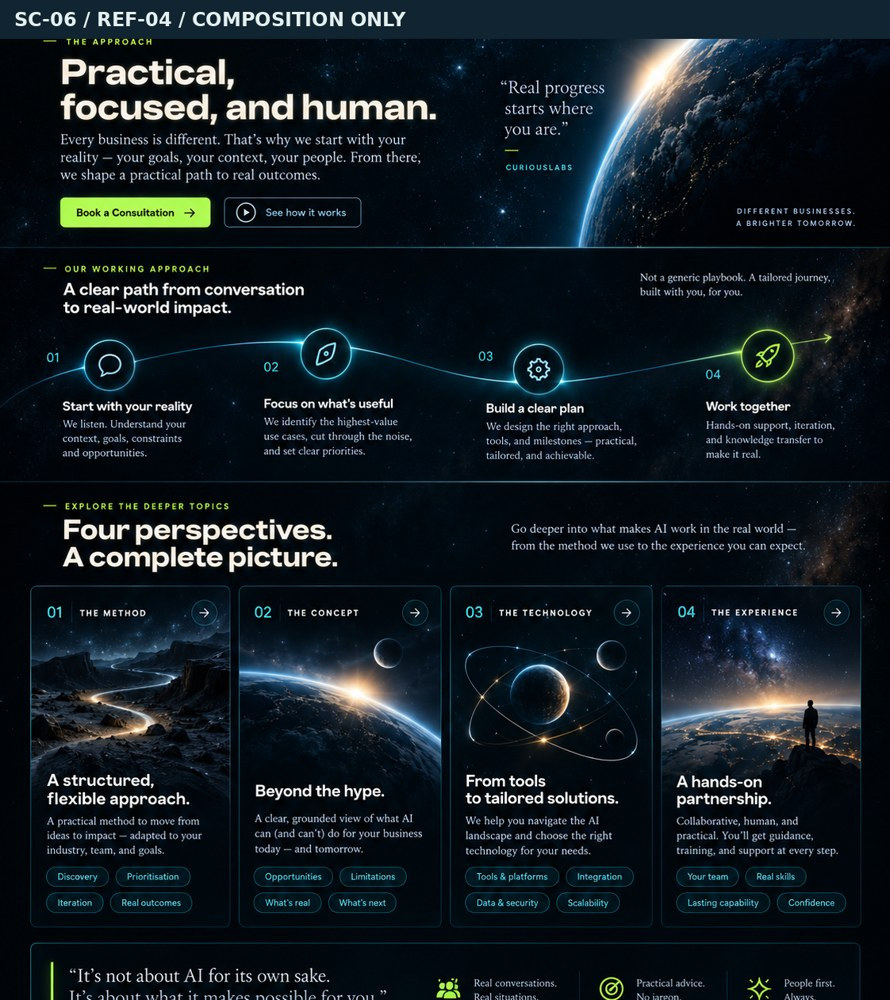 SC-06 / REF-04 / COMPOSITION ONLY
THE APPROACH
Practical,
focused, and human.
Every business is different. That's why we start with your
reality — your goals, your context, your people. From there,
we shape a practical path to real outcomes.
Book a Consultation
See how it works
“Real progress
starts where
you are.”
CURIOUSLABS
DIFFERENT BUSINESSES.
A BRIGHTER TOMORROW.
OUR WORKING APPROACH
A clear path from conversation
to real-world impact.
Not a generic playbook. A tailored journey,
built with you, for you.
01
Start with your reality
We listen. Understand your
context, goals, constraints
and opportunities.
02
Focus on what's useful
We identify the highest-value
use cases, cut through the noise,
and set clear priorities.
03
Build a clear plan
We design the right approach,
tools, and milestones — practical,
tailored, and achievable.
04
Work together
Hands-on support, iteration,
and knowledge transfer to
make it real.
EXPLORE THE DEEPER TOPICS
Four perspectives.
A complete picture.
Go deeper into what makes AI work in the real world —
from the method we use to the experience you can expect.
01 THE METHOD
A structured,
flexible approach.
A practical method to move from
ideas to impact — adapted to your
industry, team, and goals.
Discovery
Prioritisation
Iteration
Real outcomes
02 THE CONCEPT
Beyond the hype.
A clear, grounded view of what AI
can (and can't) do for your business
today — and tomorrow.
Opportunities
Limitations
What's real
What's next
03 THE TECHNOLOGY
From tools
to tailored solutions.
We help you navigate the AI
landscape and choose the right
technology for your needs.
Tools & platforms
Integration
Data & security
Scalability
04 THE EXPERIENCE
A hands-on
partnership.
Collaborative, human, and
practical. You'll get guidance,
training, and support at every step.
Your team
Real skills
Lasting capability
Confidence
“It's not about AI for its own sake.
It's about what it makes possible for you.”
Real conversations.
Real situations.
Practical advice.
No jargon.
People first.
Always.